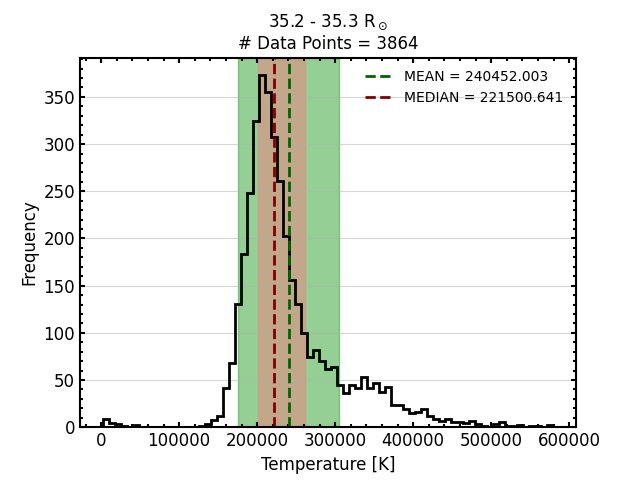 35.2 - 35.3 R⊙
# Data Points = 3864
MEAN = 240452.003
MEDIAN = 221500.641
350
300
250
200
150
100
50
0
Frequency
0 100000 200000 300000 400000 500000 600000
Temperature [K]